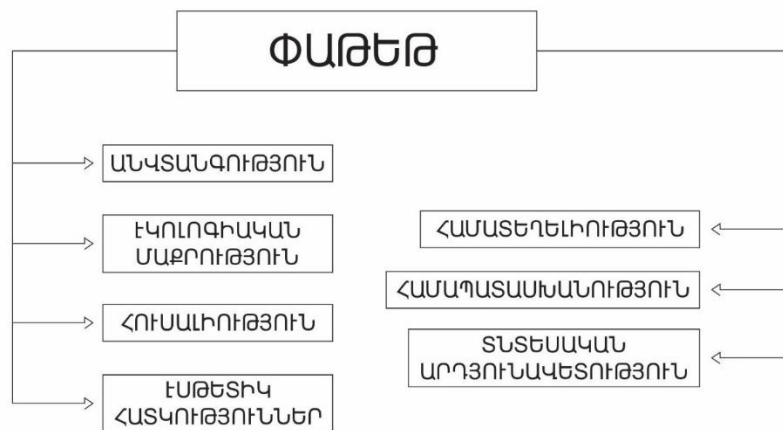 ՓԱԹԵԹ
ԱՆՎՏԱՆԳՈՒԹՅՈՒՆ
ԷԿՈԼՈԳԻԱԿԱՆ
ՄԱՔՐՈՒԹՅՈՒՆ
ՀՈՒՍԱԼԻՈՒԹՅՈՒՆ
ԷՍԹԵՏԻԿ
ՀԱՏԿՈՒԹՅՈՒՆՆԵՐ
ՀԱՄԱՏԵՂԵԼԻՈՒԹՅՈՒՆ
ՀԱՄԱՊԱՏԱՍԽԱՆՈՒԹՅՈՒՆ
ՏՆՏԵՍԱԿԱՆ
ԱՐԴՅՈՒՆԱՎԵՏՈՒԹՅՈՒՆ